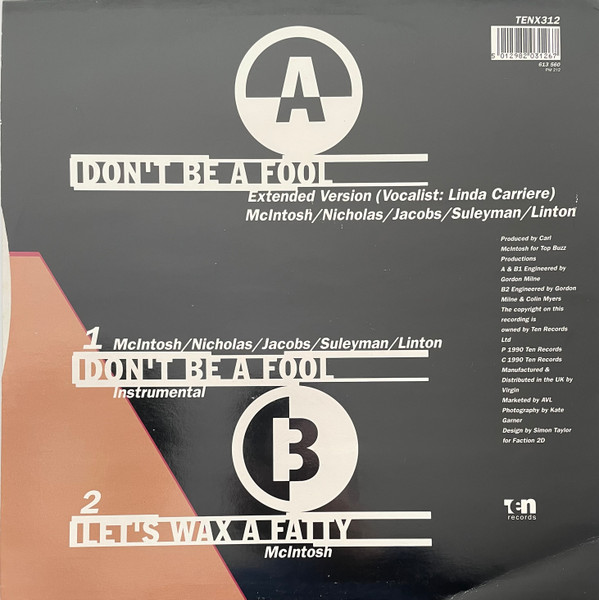 TENX312
5 012982 031267
613 560
PM 212
A
DON'T BE A FOOL
Extended Version (Vocalist: Linda Carriere)
McIntosh/Nicholas/Jacobs/Suleyman/Linton
Produced by Carl
McIntosh for Top Buzz
Productions
A & B1 Engineered by
Gordon Milne
B2 Engineered by Gordon
Milne & Colin Myers
The copyright on this
recording is
owned by Ten Records
Ltd
P 1990 Ten Records
C 1990 Ten Records
Manufactured &
Distributed in the UK by
Virgin
Marketed by AVL
Photography by Kate
Garner
Design by Simon Taylor
for Faction 2D
1 McIntosh/Nicholas/Jacobs/Suleyman/Linton
DON'T BE A FOOL
Instrumental
B
2
LET'S WAX A FATTY
McIntosh
Ten
records